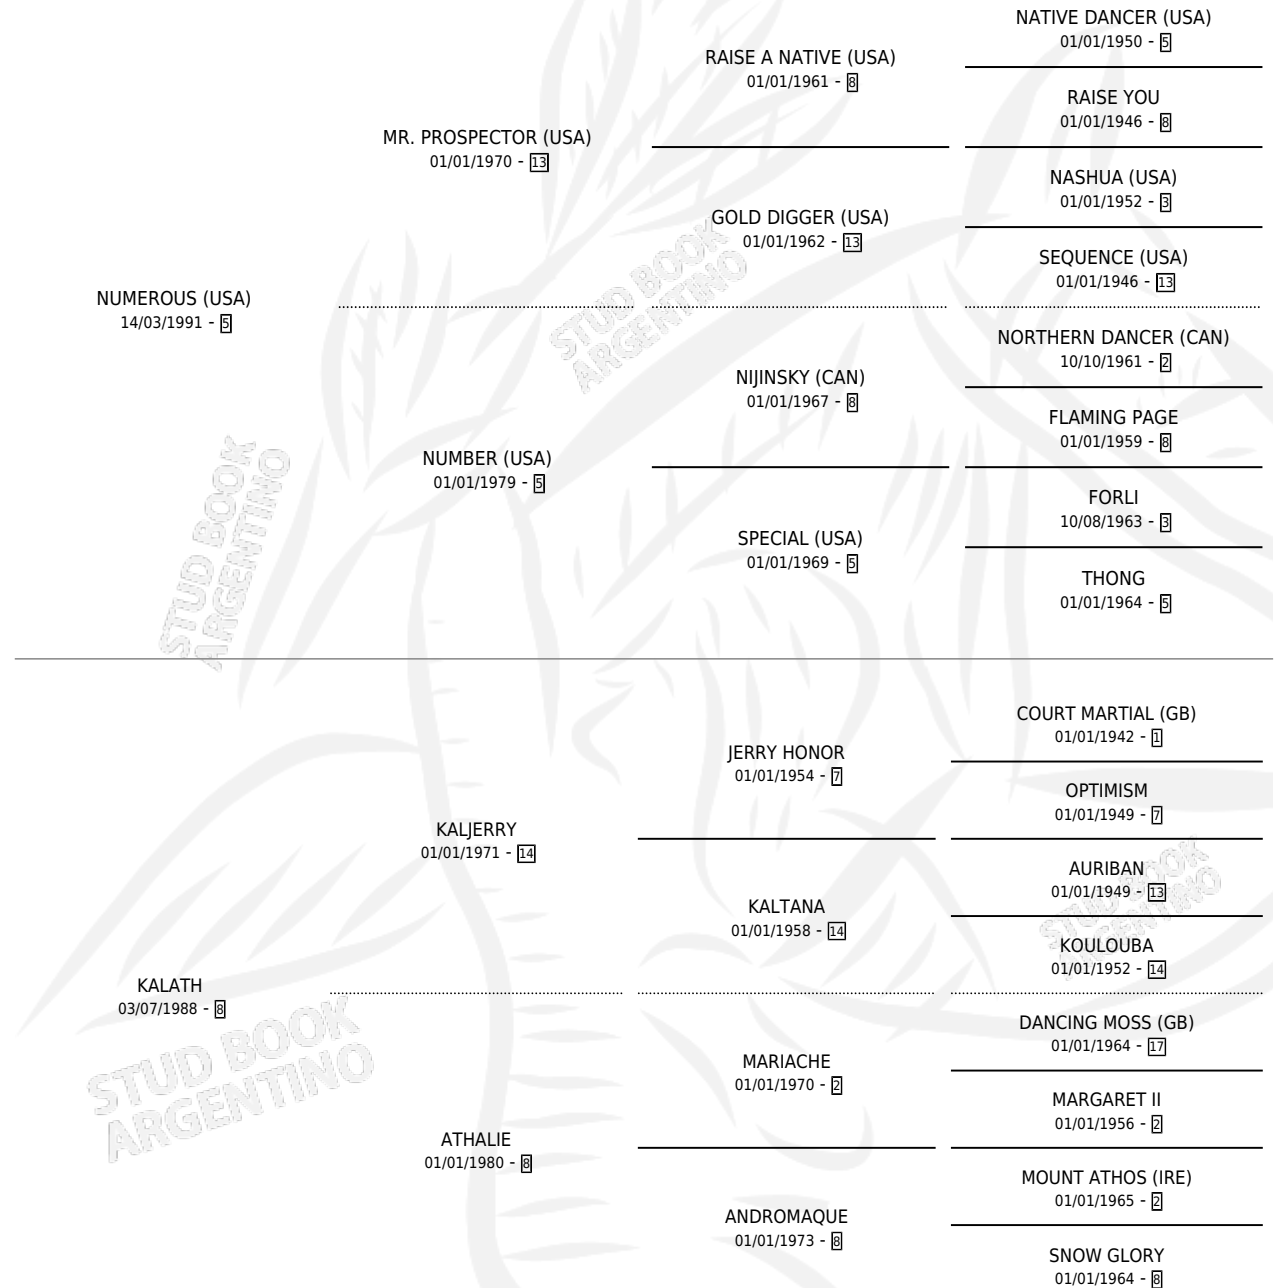 NATIVE DANCER (USA)
01/01/1950 - 5
RAISE A NATIVE (USA)
01/01/1961 - 8
RAISE YOU
01/01/1946 - 8
MR. PROSPECTOR (USA)
01/01/1970 - 13
NASHUA (USA)
01/01/1952 - 3
GOLD DIGGER (USA)
01/01/1962 - 13
SEQUENCE (USA)
01/01/1946 - 13
NUMEROUS (USA)
14/03/1991 - 5
STUD BOOK
ARGENTINO
NORTHERN DANCER (CAN)
10/10/1961 - 2
NIJINSKY (CAN)
01/01/1967 - 8
FLAMING PAGE
01/01/1959 - 8
NUMBER (USA)
01/01/1979 - 5
FORLI
10/08/1963 - 3
SPECIAL (USA)
01/01/1969 - 5
THONG
01/01/1964 - 5
STUD BOOK
ARGENTINO
COURT MARTIAL (GB)
01/01/1942 - 1
JERRY HONOR
01/01/1954 - 7
OPTIMISM
01/01/1949 - 7
KALJERRY
01/01/1971 - 14
AURIBAN
01/01/1949 - 13
KALTANA
01/01/1958 - 14
STUD BOOK
ARGENTINO
KOULOUBA
01/01/1952 - 14
KALATH
03/07/1988 - 8
STUD BOOK
ARGENTINO
DANCING MOSS (GB)
01/01/1964 - 17
MARIACHE
01/01/1970 - 2
MARGARET II
01/01/1956 - 2
ATHALIE
01/01/1980 - 8
MOUNT ATHOS (IRE)
01/01/1965 - 2
ANDROMAQUE
01/01/1973 - 8
SNOW GLORY
01/01/1964 - 8